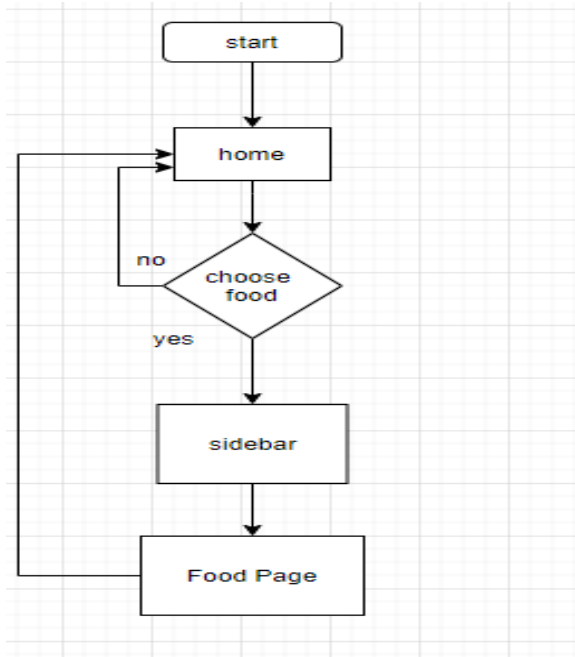 start
home
no
choose
food
yes
sidebar
Food Page